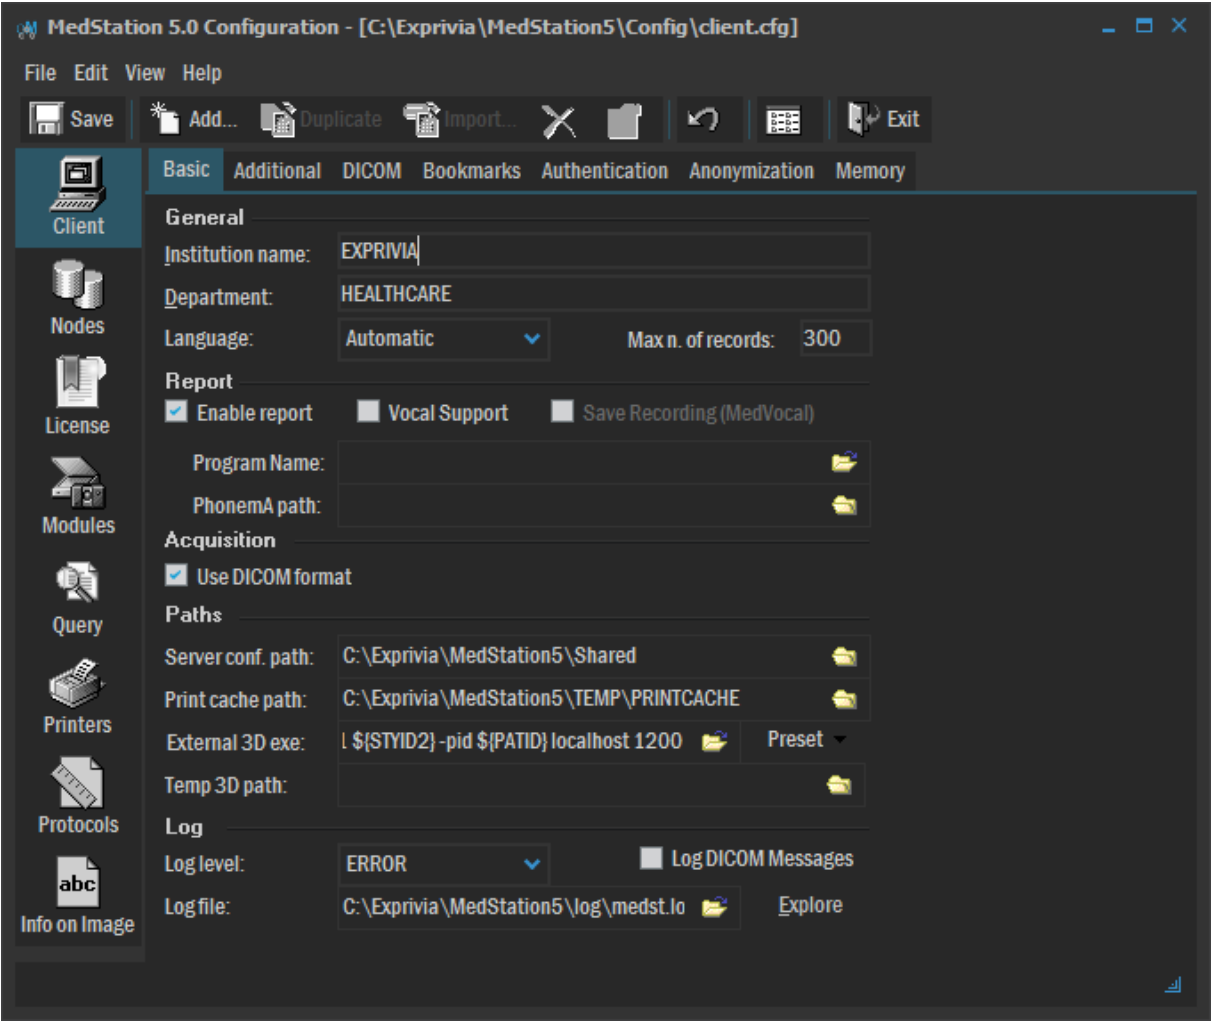 MedStation 5.0 Configuration - [C:\Exprivia\MedStation5\Config\client.cfg]
File Edit View Help
Save Add... Duplicate Import... Exit
Basic Additional DICOM Bookmarks Authentication Anonymization Memory
Client
Nodes
License
Modules
Query
Printers
Protocols
abc
Info on Image
General
Institution name: EXPRIVIA
Department: HEALTHCARE
Language: Automatic Max n. of records: 300
Report
Enable report Vocal Support Save Recording (MedVocal)
Program Name:
PhonemA path:
Acquisition
Use DICOM format
Paths
Server conf. path: C:\Exprivia\MedStation5\Shared
Print cache path: C:\Exprivia\MedStation5\TEMP\PRINTCACHE
External 3D exe: ${STYID2} -pid ${PATID} localhost 1200 Preset
Temp 3D path:
Log
Log level: ERROR Log DICOM Messages
Log file: C:\Exprivia\MedStation5\log\medst.lo Explore